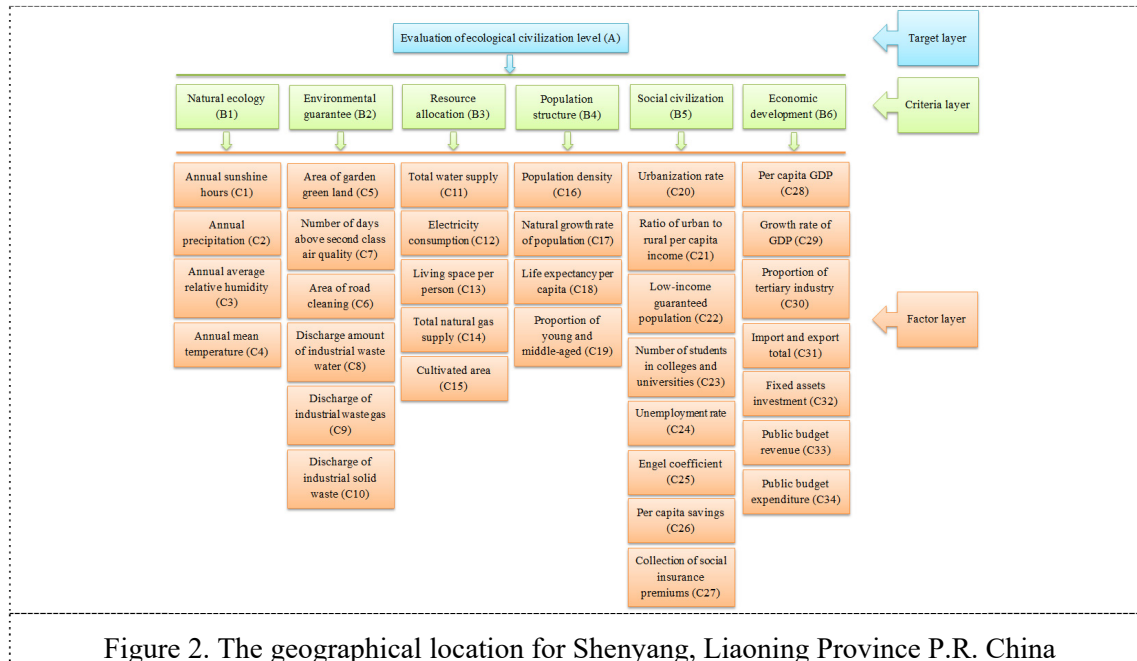 Evaluation of ecological civilization level (A)
Target layer
Natural ecology
(B1)
Environmental
guarantee (B2)
Resource
allocation (B3)
Population
structure (B4)
Social civilization
(B5)
Economic
development (B6)
Criteria layer
Annual sunshine
hours (C1)
Annual
precipitation (C2)
Annual average
relative humidity
(C3)
Annual mean
temperature (C4)
Area of garden
green land (C5)
Number of days
above second class
air quality (C7)
Area of road
cleaning (C6)
Discharge amount
of industrial waste
water (C8)
Discharge of
industrial waste gas
(C9)
Discharge of
industrial solid
waste (C10)
Total water supply
(C11)
Electricity
consumption (C12)
Living space per
person (C13)
Total natural gas
supply (C14)
Cultivated area
(C15)
Population density
(C16)
Natural growth rate
of population (C17)
Life expectancy per
capita (C18)
Proportion of
young and
middle-aged (C19)
Urbanization rate
(C20)
Ratio of urban to
rural per capita
income (C21)
Low-income
guaranteed
population (C22)
Number of students
in colleges and
universities (C23)
Unemployment rate
(C24)
Engel coefficient
(C25)
Per capita savings
(C26)
Collection of social
insurance
premiums (C27)
Per capita GDP
(C28)
Growth rate of
GDP (C29)
Proportion of
tertiary industry
(C30)
Import and export
total (C31)
Fixed assets
investment (C32)
Public budget
revenue (C33)
Public budget
expenditure (C34)
Factor layer
Figure 2. The geographical location for Shenyang, Liaoning Province P.R. China